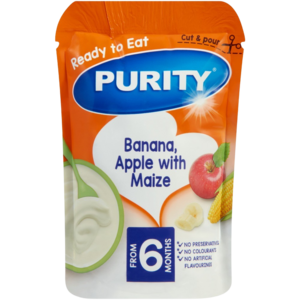 Ready to Eat
Cut & pour
PURITY®
Banana,
Apple with
Maize
FROM
6
MONTHS
NO PRESERVATIVES
NO COLOURANTS
NO ARTIFICIAL
FLAVOURING